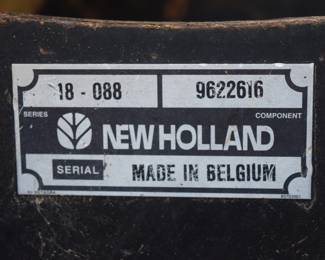 18 - 088 9622616
SERIES COMPONENT
NEW HOLLAND
SERIAL MADE IN BELGIUM